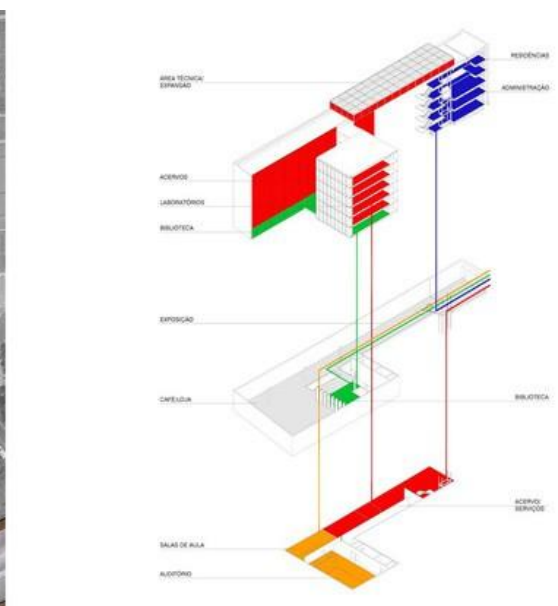 RESIDÊNCIAS
ÁREA TÉCNICA/
EXPANSÃO
ADMINISTRAÇÃO
ACERVOS
LABORATÓRIOS
BIBLIOTECA
EXPOSIÇÃO
CAFÉ/LOJA
BIBLIOTECA
ACERVO/
SERVIÇOS
SALAS DE AULA
AUDITÓRIO